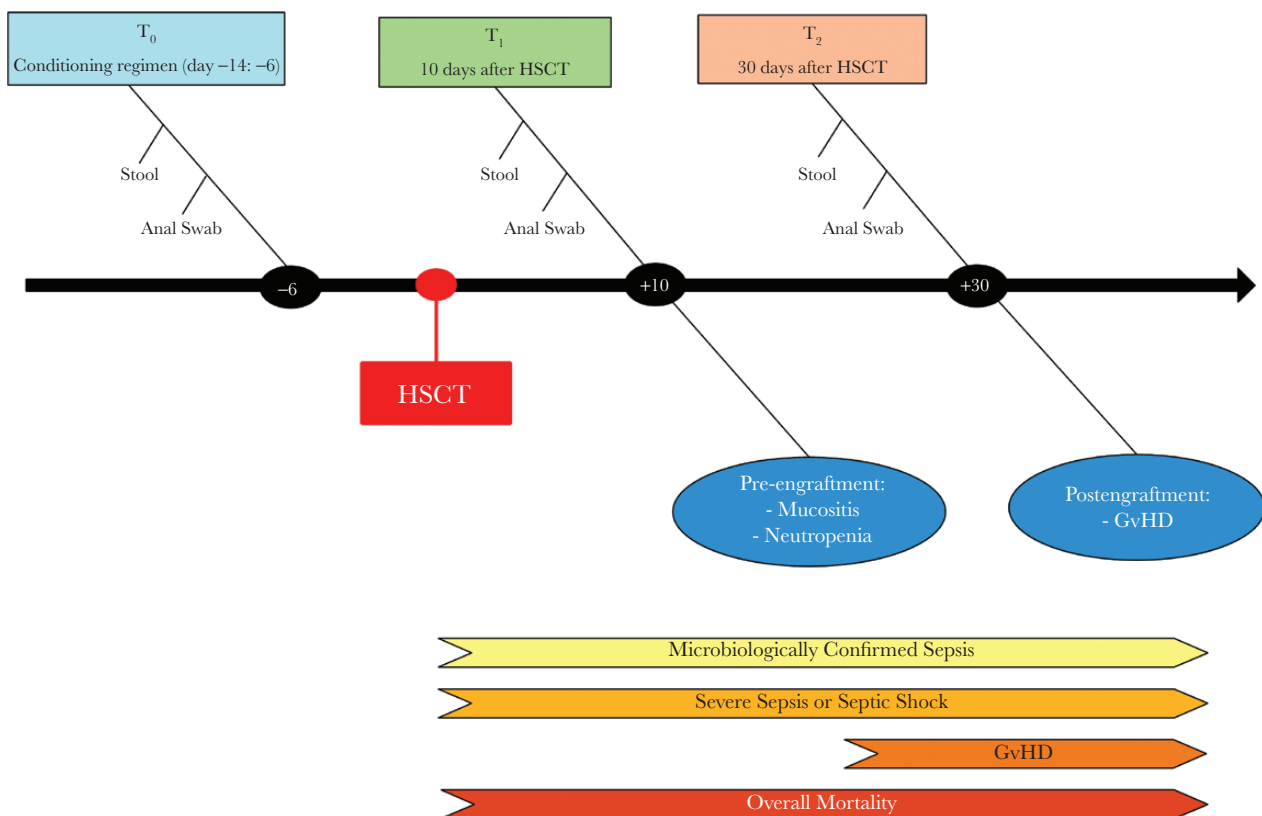 T₀
Conditioning regimen (day −14: −6)
T₁
10 days after HSCT
T₂
30 days after HSCT
Stool
Anal Swab
Stool
Anal Swab
Stool
Anal Swab
−6
+10
+30
HSCT
Pre-engraftment:
- Mucositis
- Neutropenia
Postengraftment:
- GvHD
Microbiologically Confirmed Sepsis
Severe Sepsis or Septic Shock
GvHD
Overall Mortality